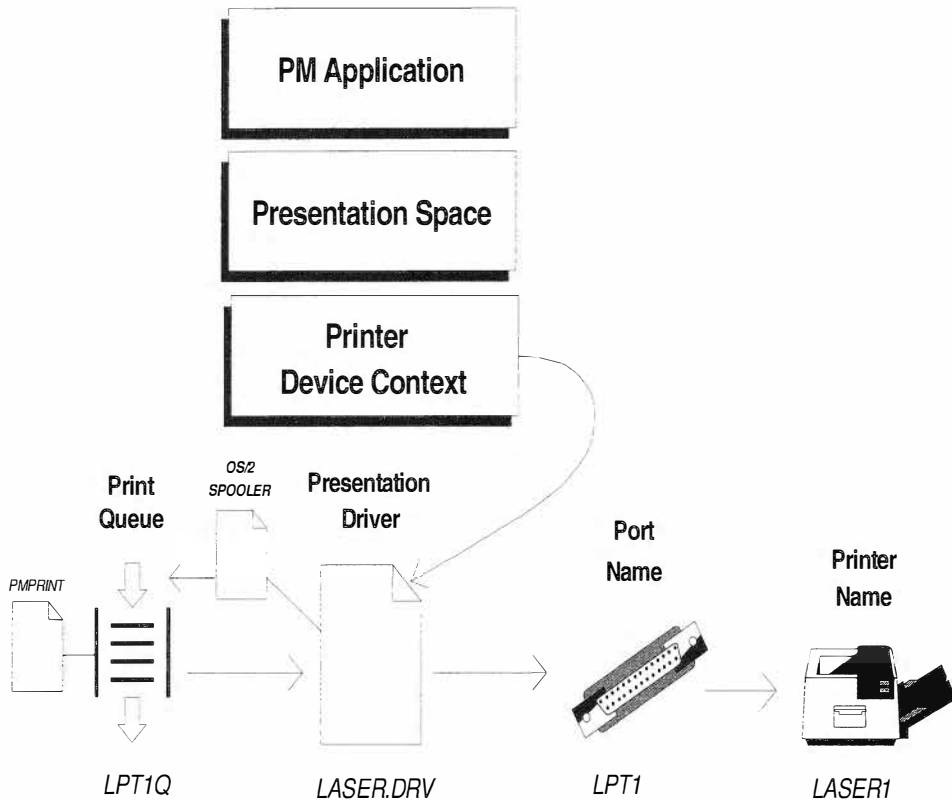 PM Application
Presentation Space
Printer
Device Context
OS/2
SPOOLER
Print
Queue
Presentation
Driver
Port
Name
Printer
Name
PMPRINT
LPT1Q
LASER.DRV
LPT1
LASER1